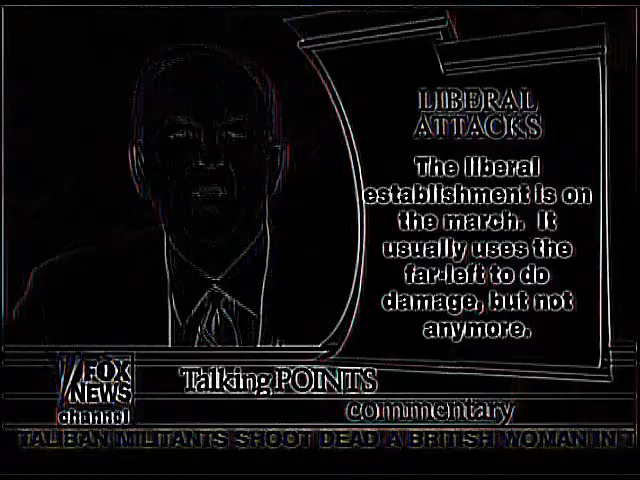 LIBERAL
ATTACKS
The liberal
establishment is on
the march. It
usually uses the
far-left to do
damage, but not
anymore.
FOX
NEWS
channel
Talking POINTS
commentary
TALIBAN MILITANTS SHOOT DEAD A BRITISH WOMAN IN T